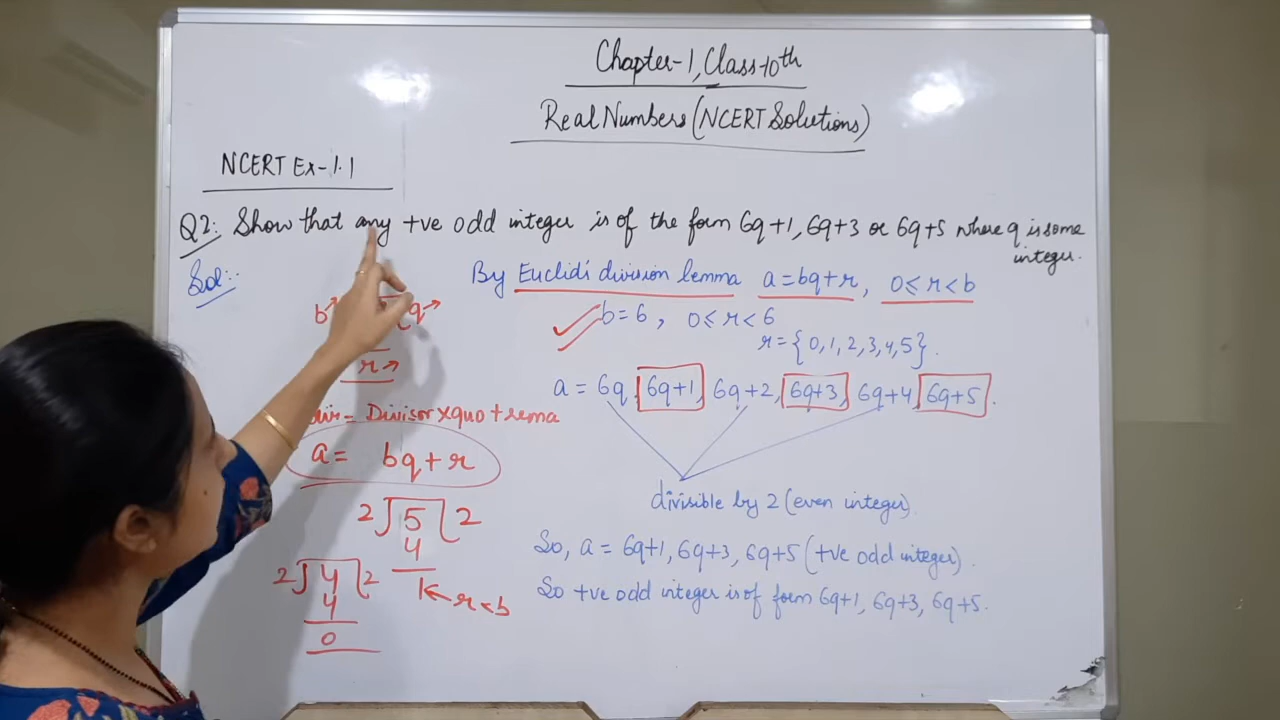 Chapter-1, Class-10th
Real Numbers (NCERT Solutions)
NCERT Ex-1.1
Q2: Show that any +ve odd integer is of the form 6q+1, 6q+3 or 6q+5 where q is some
integer.
Sol:-
By Euclid's division lemma a=bq+r, 0≤r<b
b=6, 0≤r<6
r={0,1,2,3,4,5}.
a = 6q, 6q+1, 6q+2, 6q+3, 6q+4, 6q+5.
divisible by 2 (even integer).
So, a = 6q+1, 6q+3, 6q+5 (+ve odd integer).
So +ve odd integer is of form 6q+1, 6q+3, 6q+5.
b→ q→
r→
= Divisor×quo+rema
a= bq+r
2)5(2
4
1←r<b
2)4(2
4
0